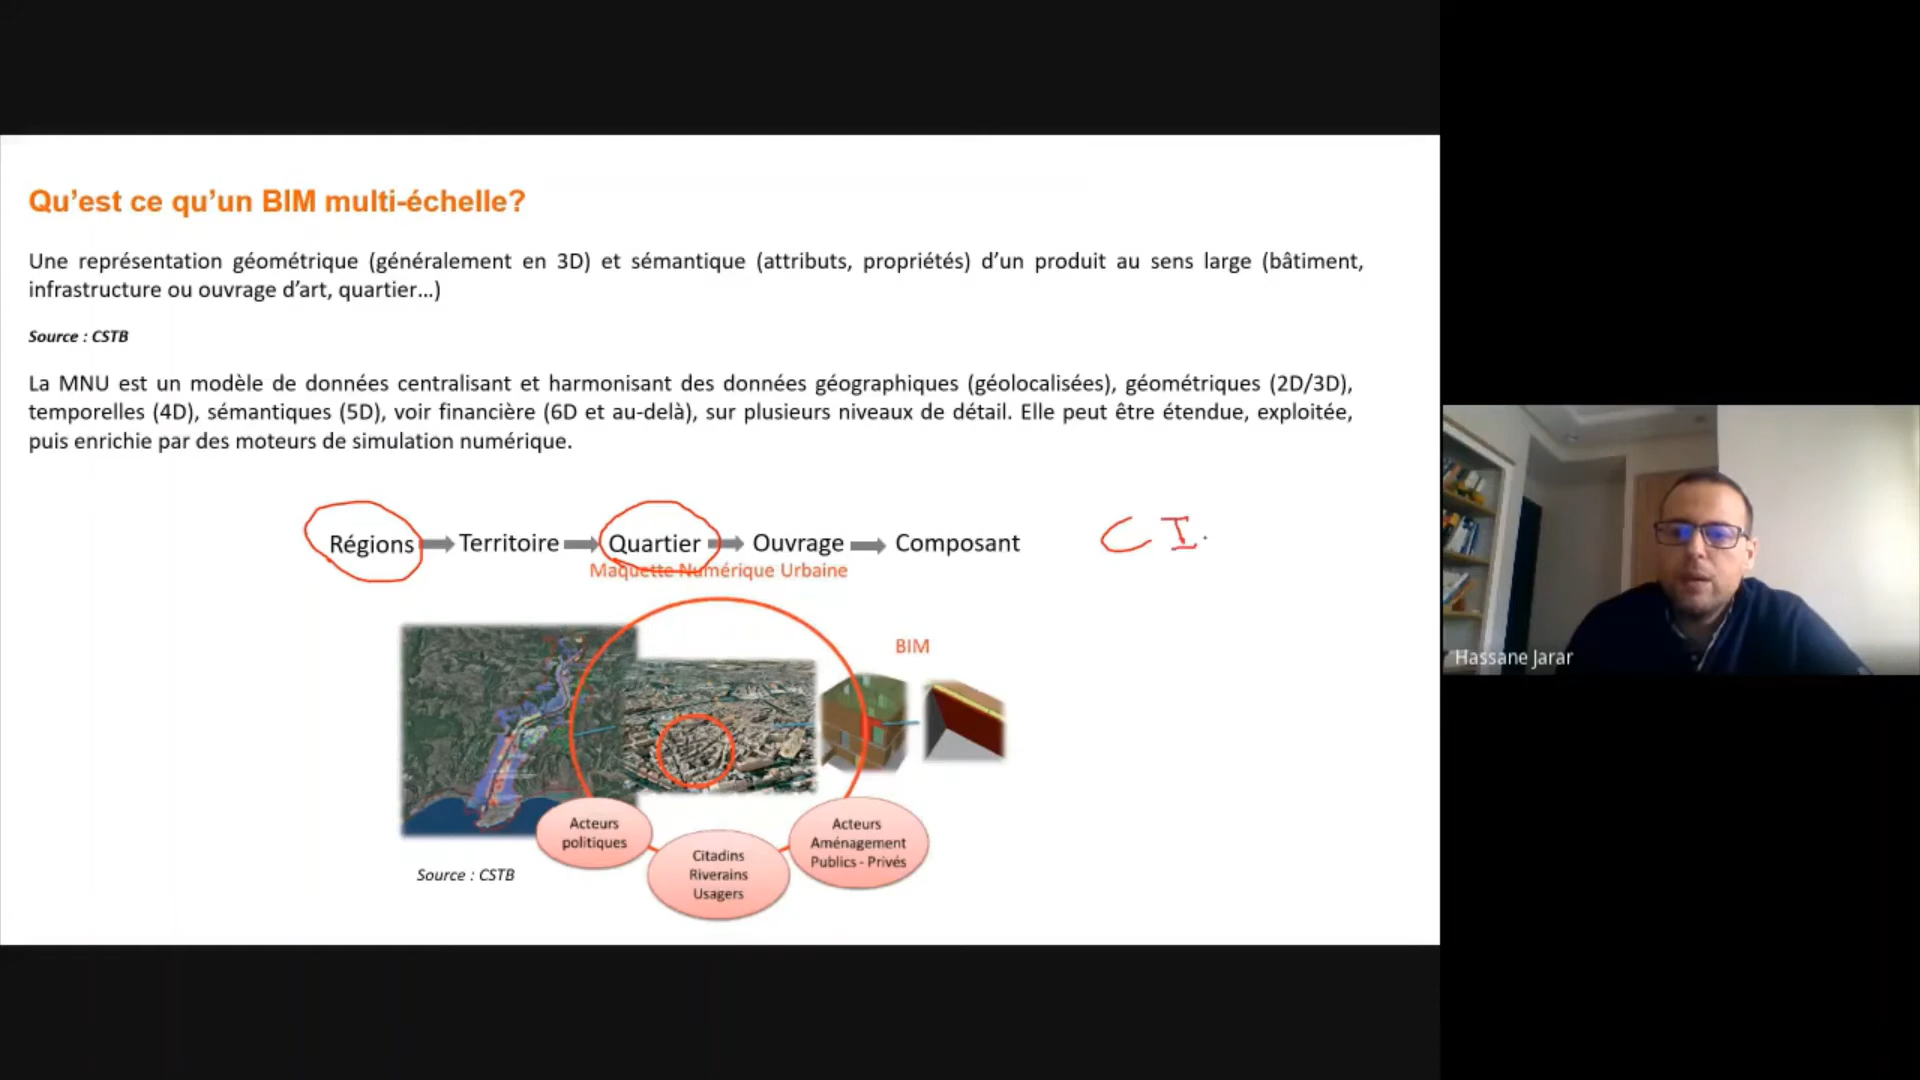 Qu’est ce qu’un BIM multi-échelle?
Une représentation géométrique (généralement en 3D) et sémantique (attributs, propriétés) d’un produit au sens large (bâtiment,
infrastructure ou ouvrage d’art, quartier…)
Source : CSTB
La MNU est un modèle de données centralisant et harmonisant des données géographiques (géolocalisées), géométriques (2D/3D),
temporelles (4D), sémantiques (5D), voir financière (6D et au-delà), sur plusieurs niveaux de détail. Elle peut être étendue, exploitée,
puis enrichie par des moteurs de simulation numérique.
Régions Territoire Quartier Ouvrage Composant
C I
Maquette Numérique Urbaine
BIM
Acteurs
politiques
Citadins
Riverains
Usagers
Acteurs
Aménagement
Publics - Privés
Source : CSTB
Hassane Jarar